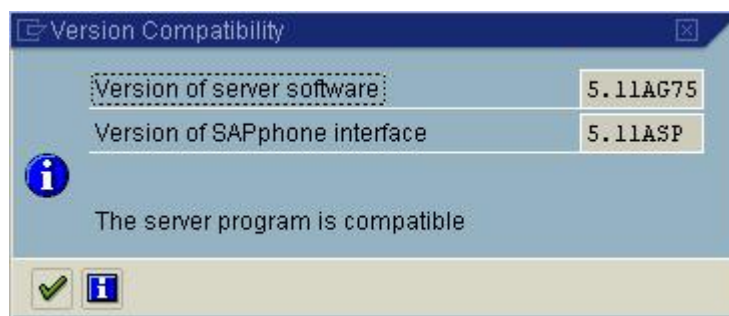 Version Compatibility
Version of server software 5.11AG75
Version of SAPphone interface 5.11ASP
The server program is compatible